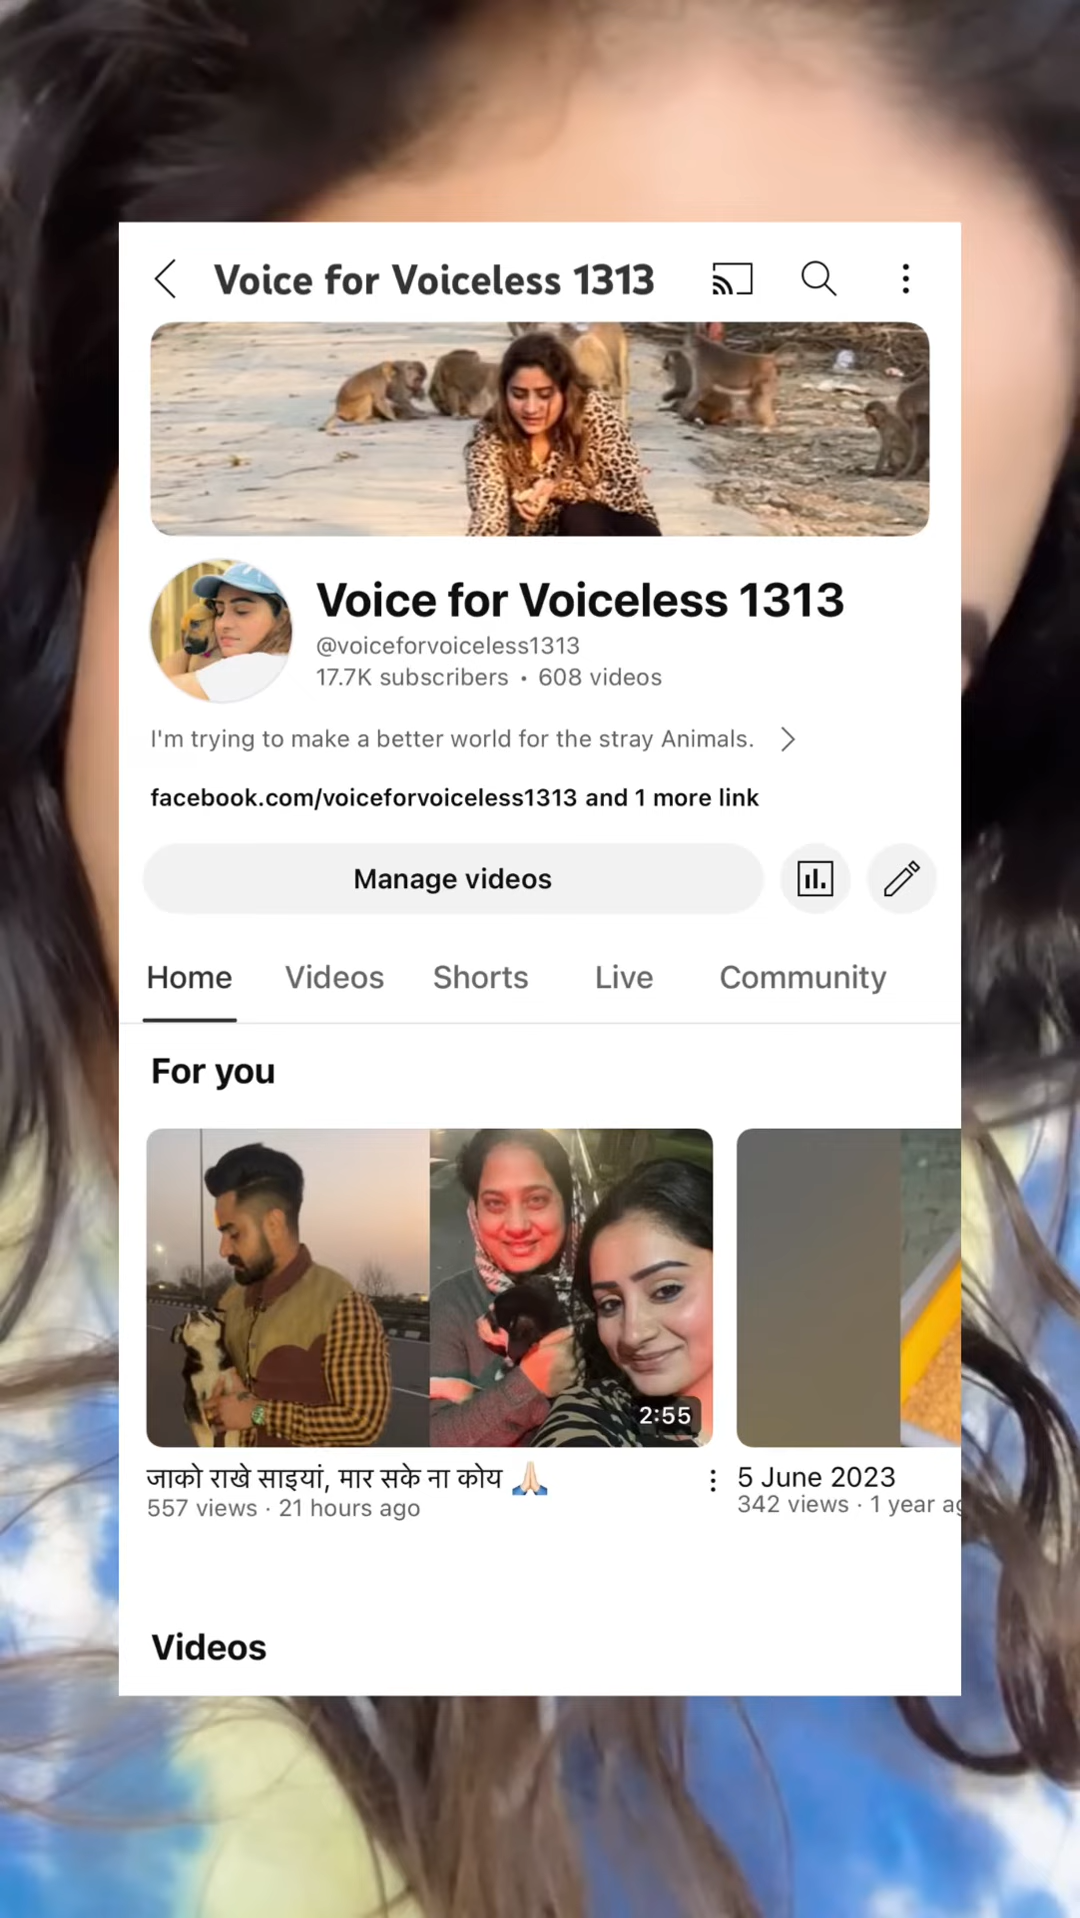 Voice for Voiceless 1313
Voice for Voiceless 1313
@voiceforvoiceless1313
17.7K subscribers • 608 videos
I'm trying to make a better world for the stray Animals.
facebook.com/voiceforvoiceless1313 and 1 more link
Manage videos
Home Videos Shorts Live Community
For you
2:55
जाको राखे साइयां, मार सके ना कोय 🙏🏻
557 views · 21 hours ago
5 June 2023
342 views · 1 year
Videos